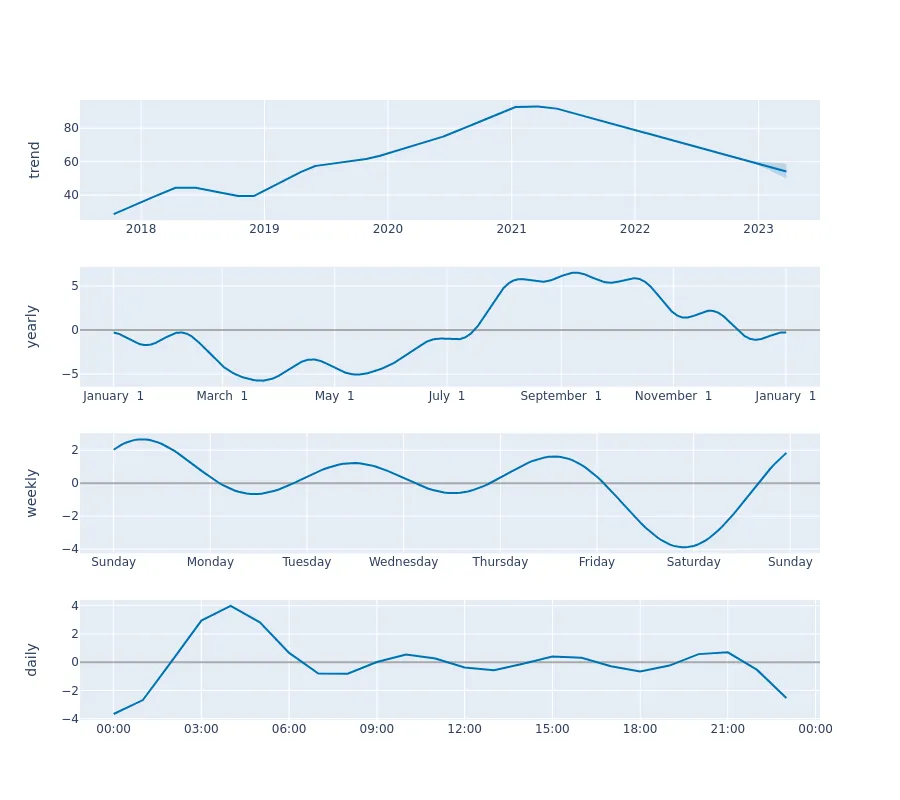 trend
80
60
40
2018 2019 2020 2021 2022 2023
yearly
5
0
−5
January 1 March 1 May 1 July 1 September 1 November 1 January 1
weekly
2
0
−2
−4
Sunday Monday Tuesday Wednesday Thursday Friday Saturday Sunday
daily
4
2
0
−2
−4
00:00 03:00 06:00 09:00 12:00 15:00 18:00 21:00 00:00